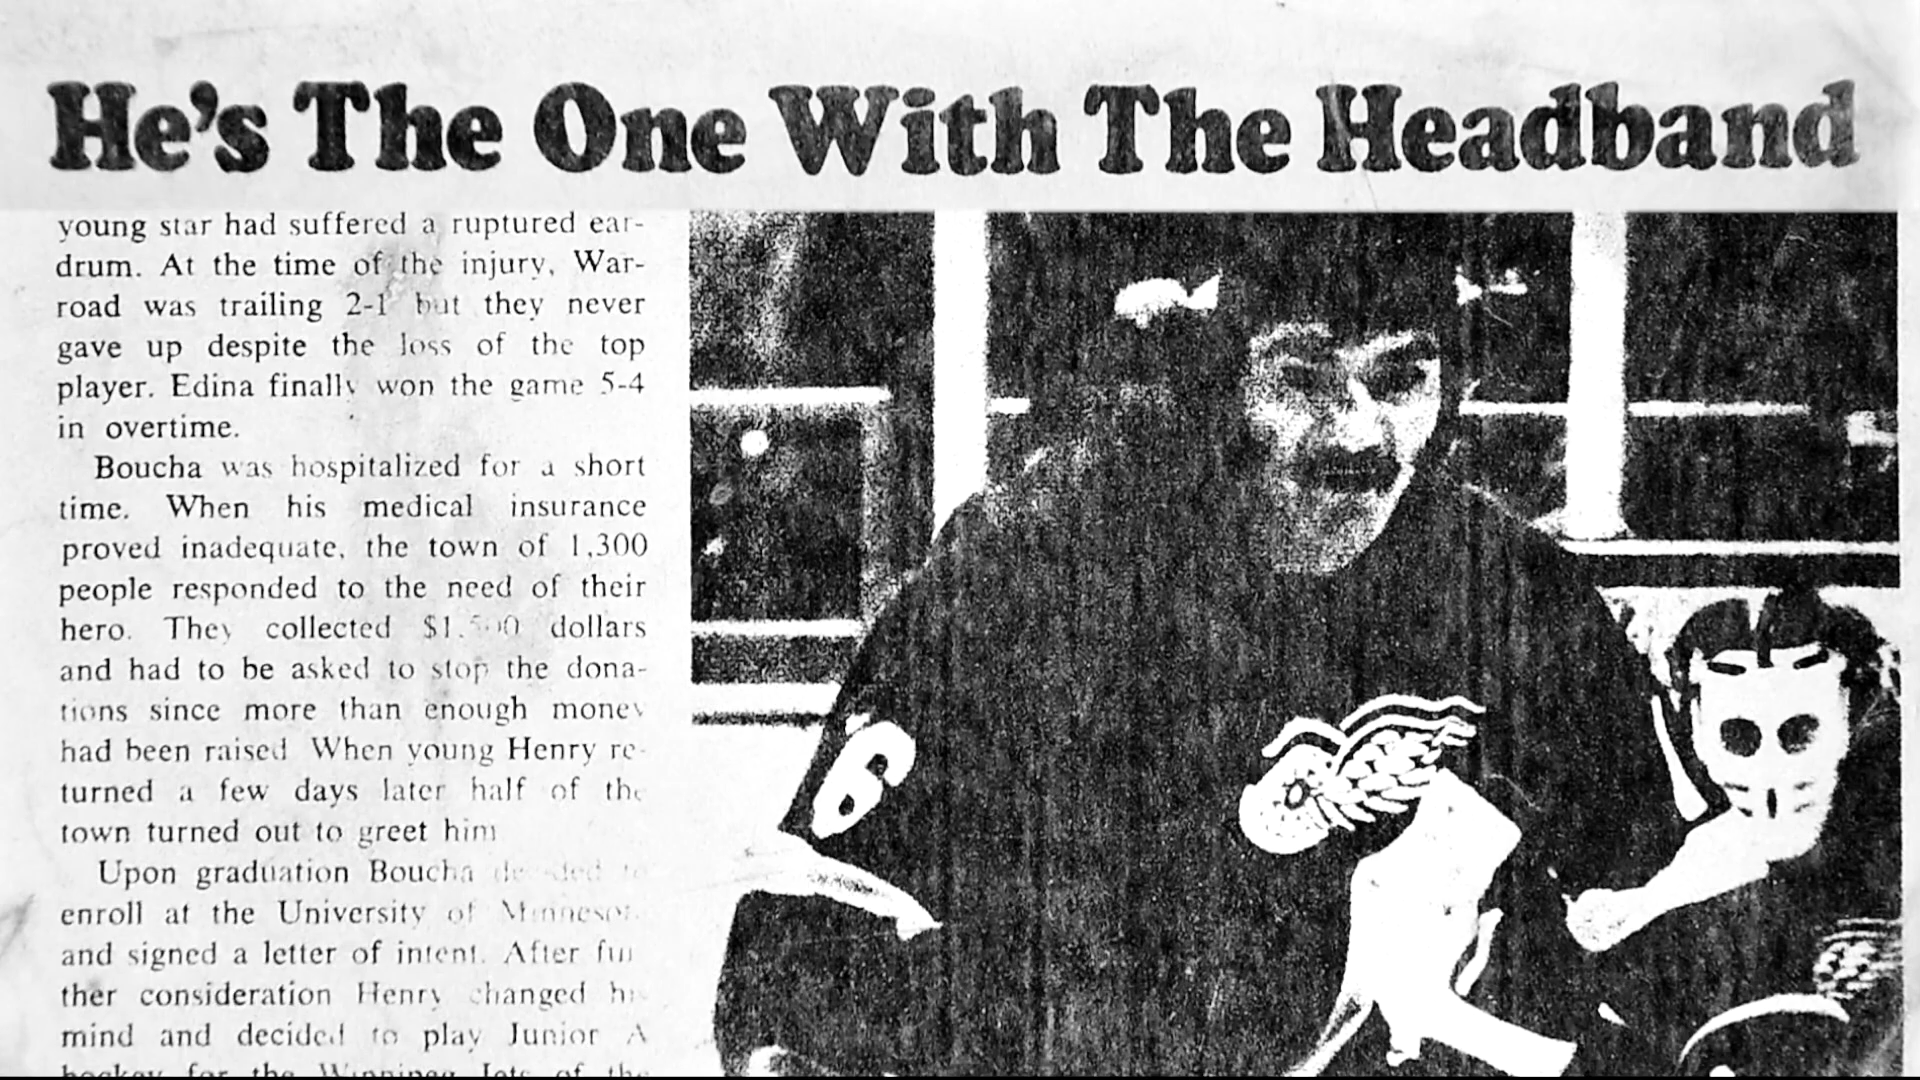 He's The One With The Headband
young star had suffered a ruptured ear-
drum. At the time of the injury, War-
road was trailing 2-1 but they never
gave up despite the loss of the top
player. Edina finally won the game 5-4
in overtime.
Boucha was hospitalized for a short
time. When his medical insurance
proved inadequate, the town of 1,300
people responded to the need of their
hero. They collected dollars
and had to be asked to stop the dona-
tions since more than enough money
had been raised When young Henry re-
turned a few days later half of the
town turned out to greet him
Upon graduation Boucha decided to
enroll at the University of
and signed a letter of intent. After fur
ther consideration Henry changed his
mind and decided to play Junior A
hockey for the Winnipeg Jets of the
6